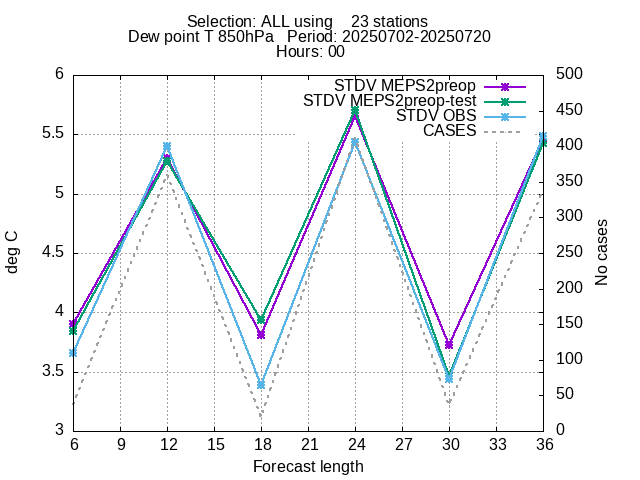 Selection: ALL using    23 stations
Dew point T 850hPa   Period: 20250702-20250720
Hours: 00
STDV MEPS2preop
STDV MEPS2preop-test
STDV OBS
CASES
deg C
6
5.5
5
4.5
4
3.5
3
500
450
400
350
300
250
200
150
100
50
0
No cases
6 9 12 15 18 21 24 27 30 33 36
Forecast length